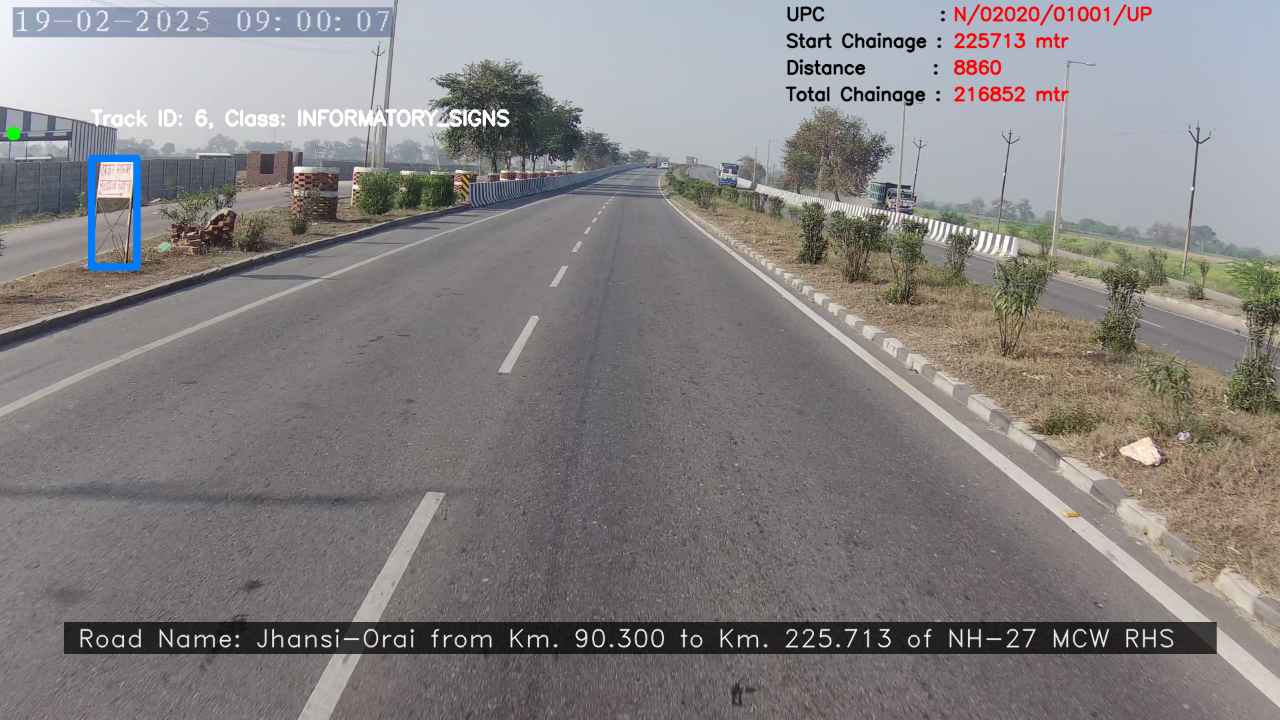 19-02-2025 09:00:07
UPC : N/02020/01001/UP
Start Chainage : 225713 mtr
Distance : 8860
Total Chainage : 216852 mtr
Track ID: 6, Class: INFORMATORY_SIGNS
Road Name: Jhansi-Orai from Km. 90.300 to Km. 225.713 of NH-27 MCW RHS